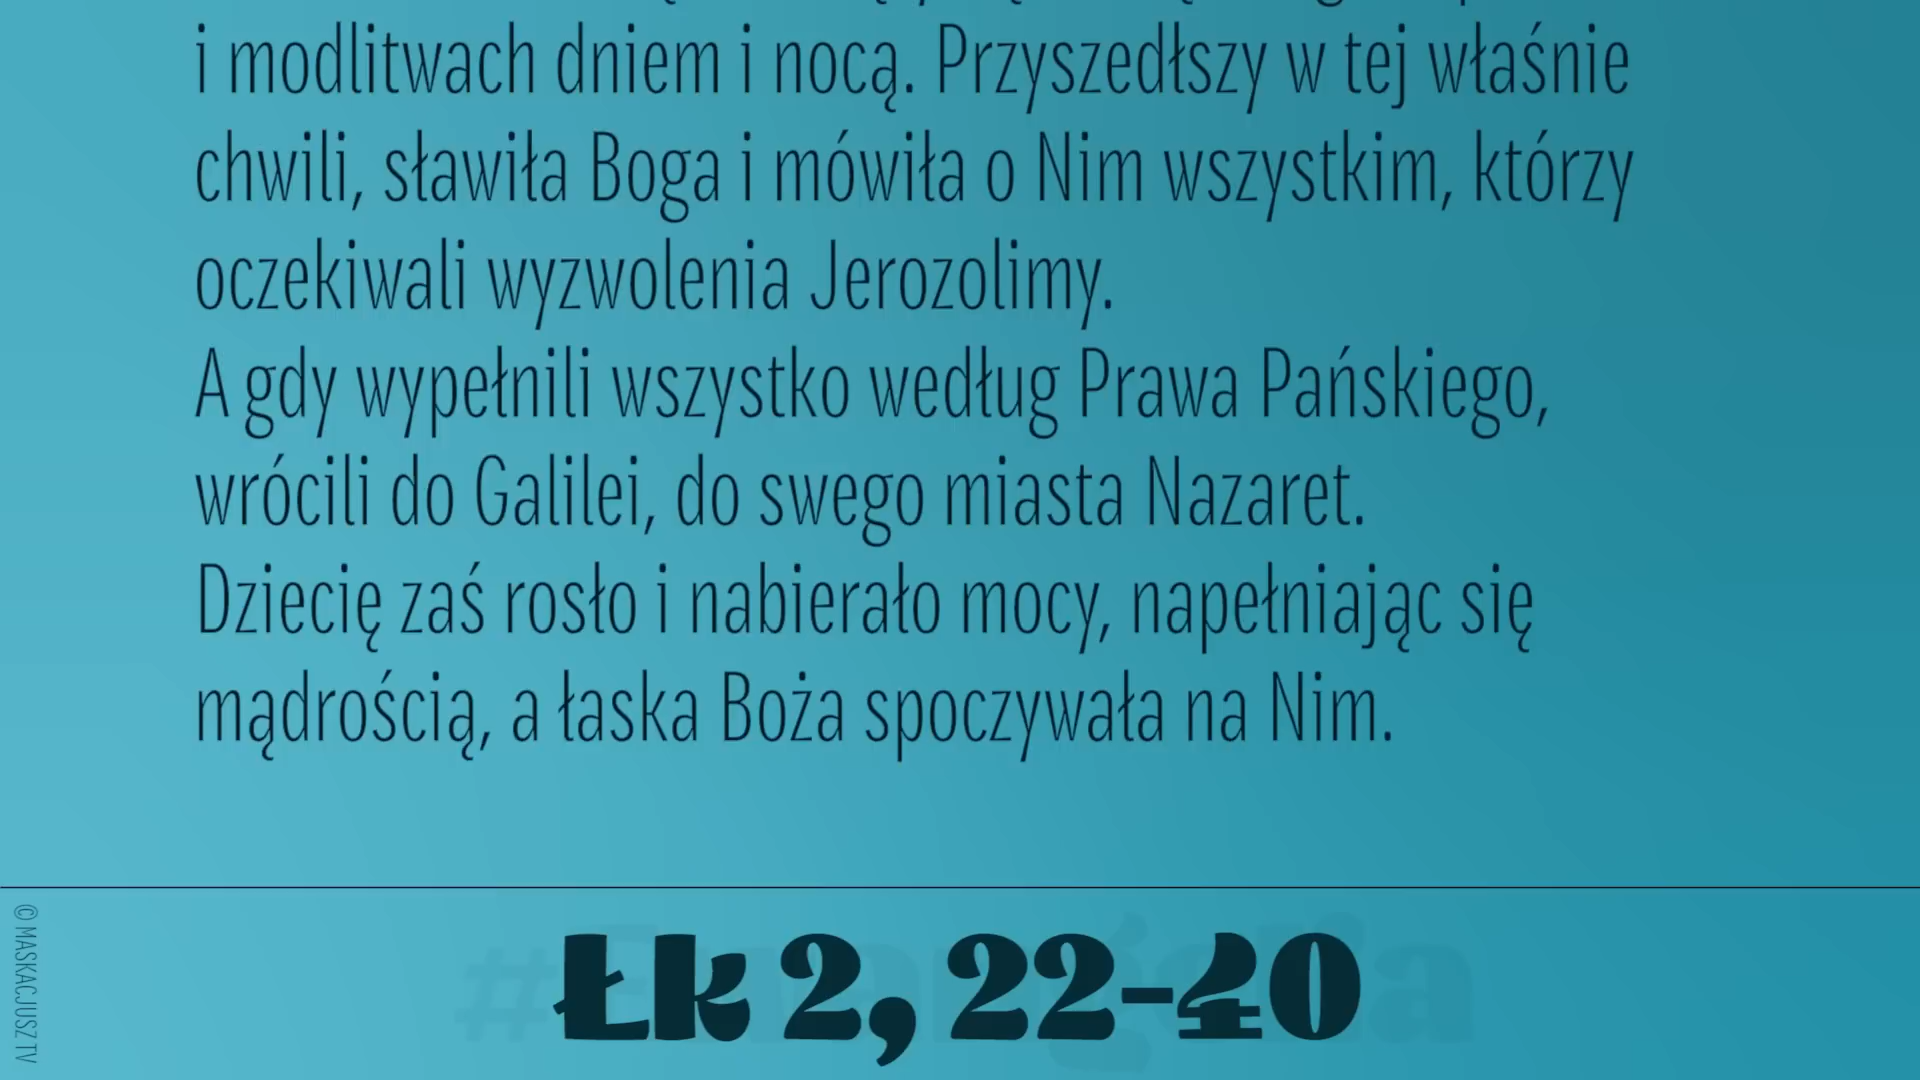 i modlitwach dniem i nocą. Przyszedłszy w tej właśnie
chwili, sławiła Boga i mówiła o Nim wszystkim, którzy
oczekiwali wyzwolenia Jerozolimy.
A gdy wypełnili wszystko według Prawa Pańskiego,
wrócili do Galilei, do swego miasta Nazaret.
Dziecię zaś rosło i nabierało mocy, napełniając się
mądrością, a łaska Boża spoczywała na Nim.
Łk 2, 22-40
© MASKACJUSZ TV